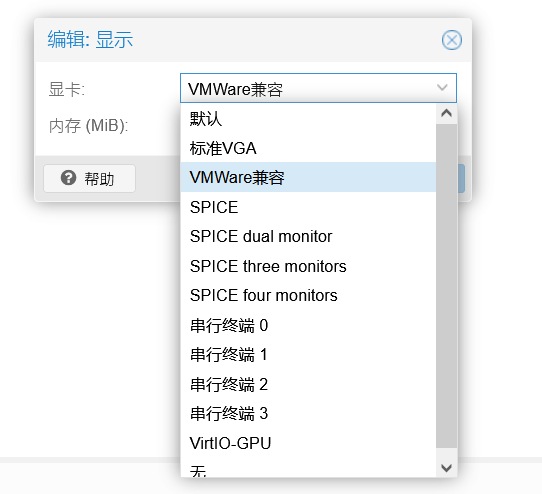 编辑: 显示
显卡:
VMWare兼容
内存 (MiB):
帮助
默认
标准VGA
VMWare兼容
SPICE
SPICE dual monitor
SPICE three monitors
SPICE four monitors
串行终端 0
串行终端 1
串行终端 2
串行终端 3
VirtIO-GPU
无